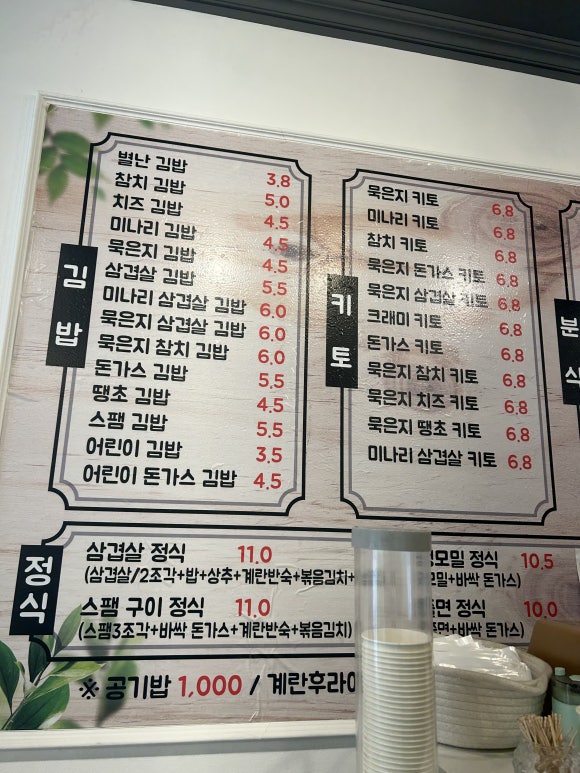 김밥
별난 김밥 3.8
참치 김밥 5.0
치즈 김밥 4.5
미나리 김밥 4.5
묵은지 김밥 4.5
삼겹살 김밥 5.5
미나리 삼겹살 김밥 6.0
묵은지 삼겹살 김밥 6.0
묵은지 참치 김밥 6.0
돈가스 김밥 5.5
땡초 김밥 4.5
스팸 김밥 5.5
어린이 김밥 3.5
어린이 돈가스 김밥 4.5
키토
묵은지 키토 6.8
미나리 키토 6.8
참치 키토 6.8
묵은지 돈가스 키토 6.8
묵은지 삼겹살 키토 6.8
크래미 키토 6.8
돈가스 키토 6.8
묵은지 참치 키토 6.8
묵은지 치즈 키토 6.8
묵은지 땡초 키토 6.8
미나리 삼겹살 키토 6.8
분식
정식
삼겹살 정식 11.0
(삼겹살/2조각+밥+상추+계란반숙+볶음김치+
스팸 구이 정식 11.0
(스팸3조각+바싹 돈가스+계란반숙+볶음김치)
모밀 정식 10.5
모밀+바싹 돈가스)
면 정식 10.0
면+바싹 돈가스)
※ 공기밥 1,000 / 계란후라이